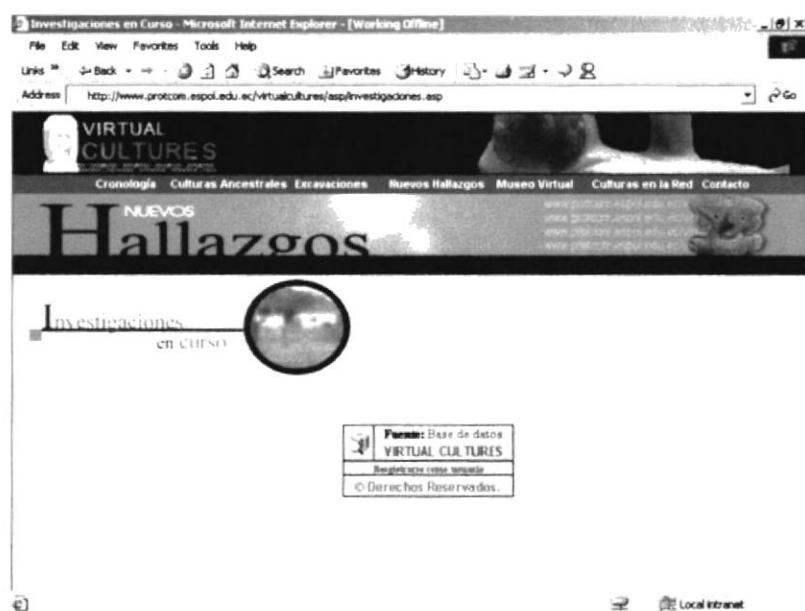 Investigaciones en Curso - Microsoft Internet Explorer - [Working Offline]
File Edit View Favorites Tools Help
Links » Back Search Favorites History
Address http://www.protcom.espol.edu.ec/virtualcultures/asp/investigaciones.asp Go
VIRTUAL
CULTURES
Cronología Culturas Ancestrales Excavaciones Nuevos Hallazgos Museo Virtual Culturas en la Red Contacto
NUEVOS
Hallazgos
Investigaciones
en curso
Fuente: Base de datos
VIRTUAL CULTURES
© Derechos Reservados.
Local intranet